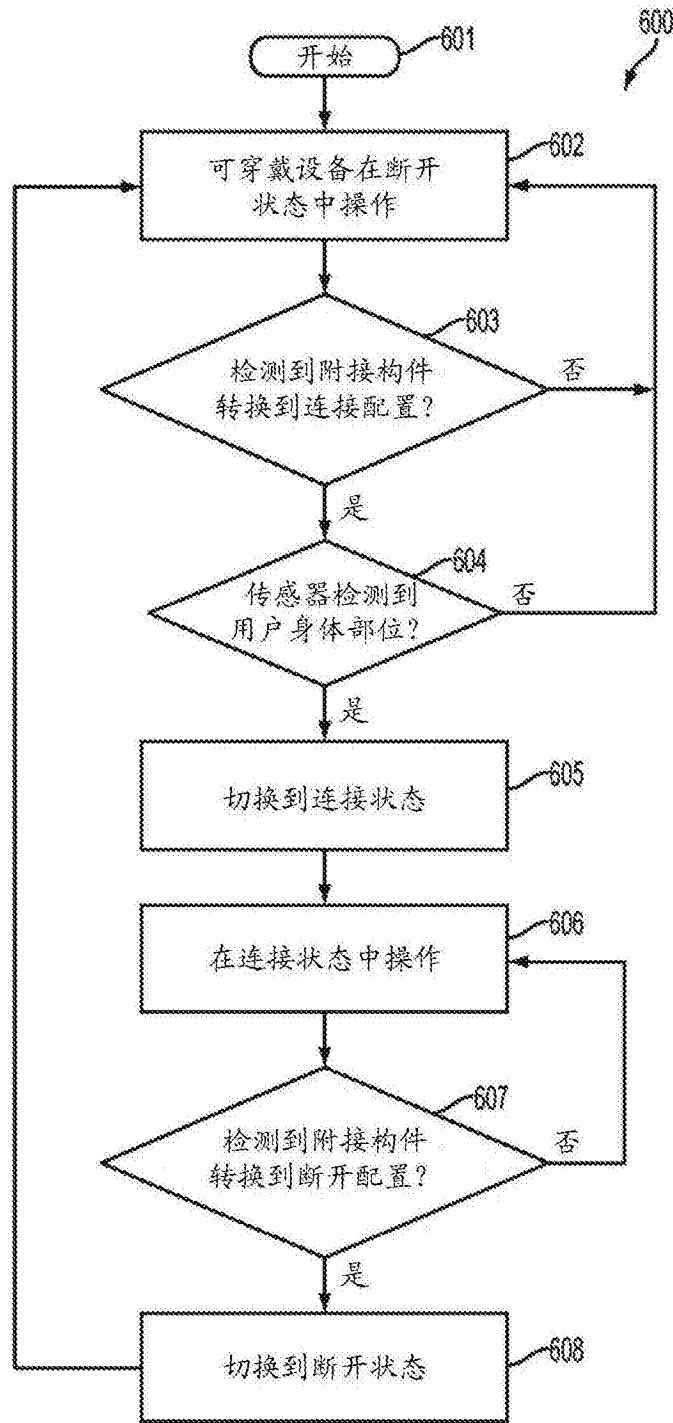 600
开始
601
602
可穿戴设备在断开
状态中操作
603
检测到附接构件
转换到连接配置？
否
是
604
传感器检测到
用户身体部位？
否
是
605
切换到连接状态
606
在连接状态中操作
607
检测到附接构件
转换到断开配置？
否
是
切换到断开状态
608